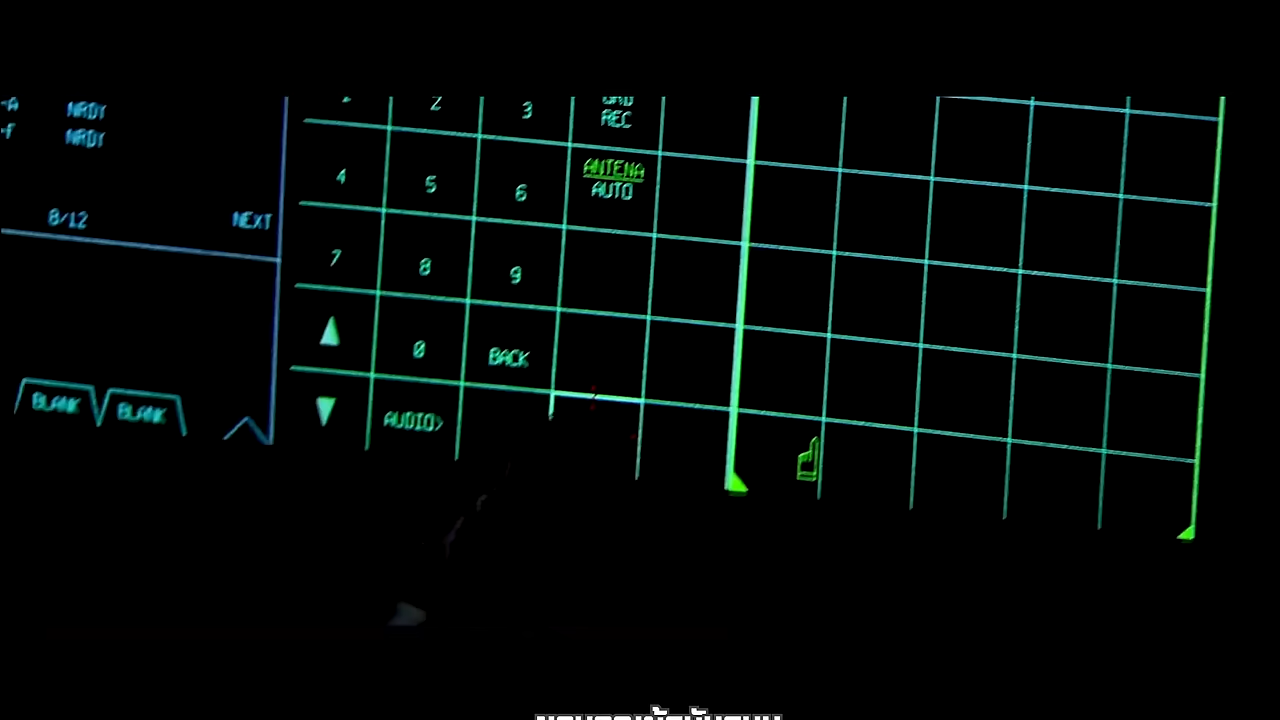 -A NRDY
-F NRDY
8/12 NEXT
BLANK BLANK
2 3
REC
4 5 6
ANTENA
AUTO
7 8 9
0 BACK
AUDIO>